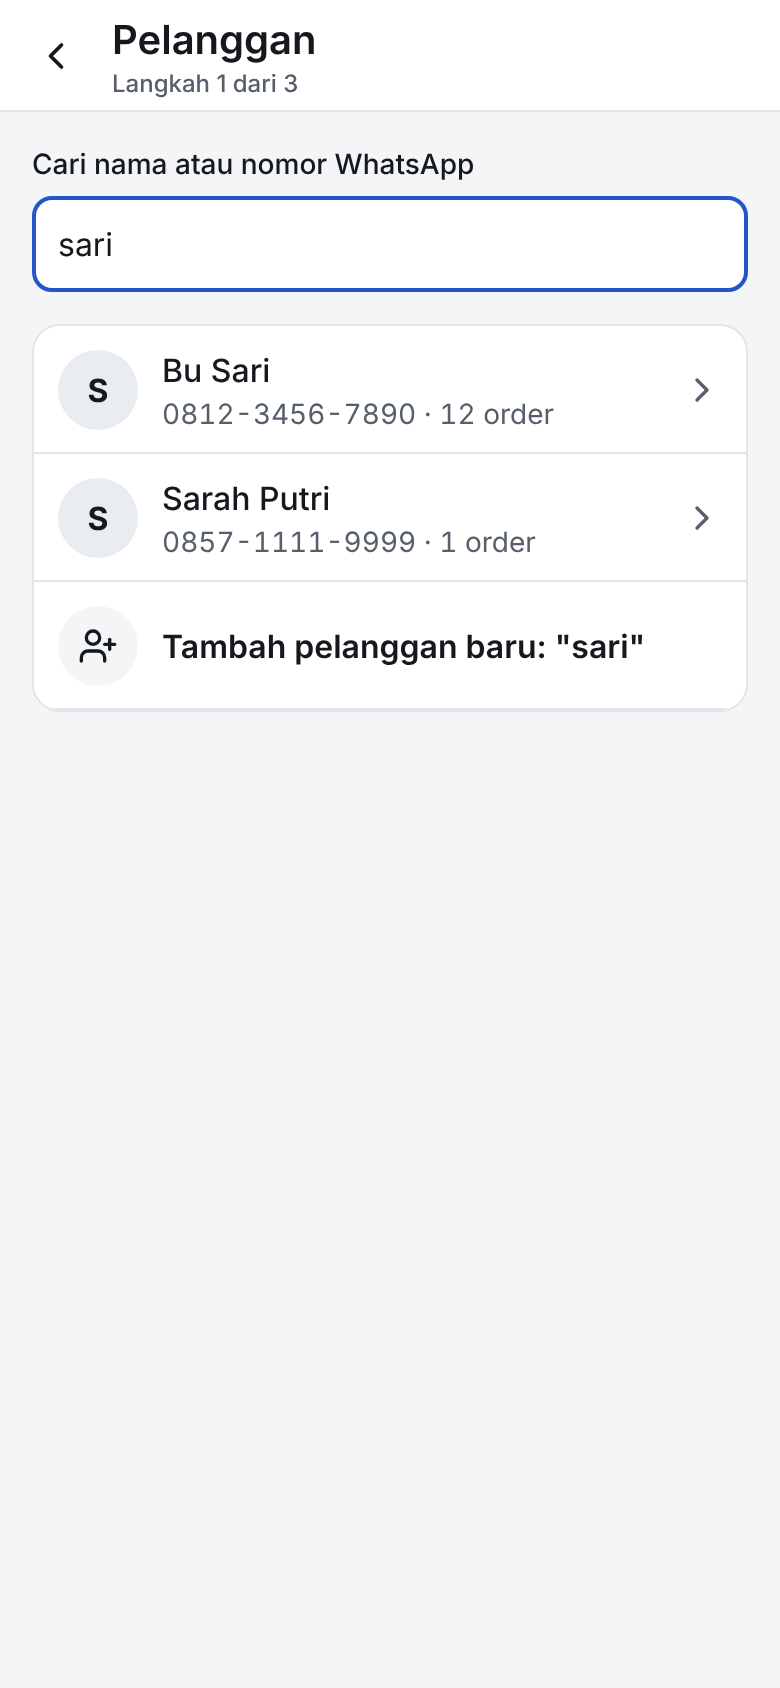 Pelanggan
Langkah 1 dari 3
Cari nama atau nomor WhatsApp
sari
S
Bu Sari
0812-3456-7890 · 12 order
S
Sarah Putri
0857-1111-9999 · 1 order
Tambah pelanggan baru: "sari"